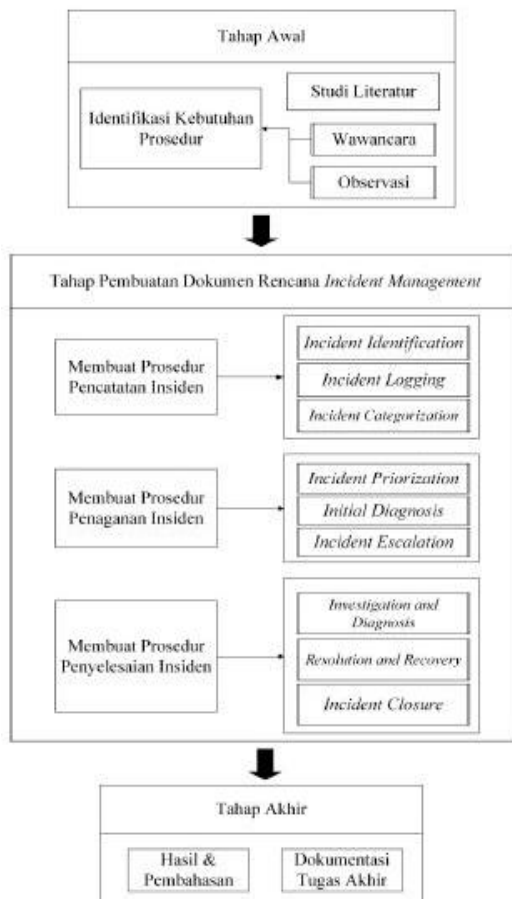 Tahap Awal
Identifikasi Kebutuhan
Prosedur
Studi Literatur
Wawancara
Observasi
Tahap Pembuatan Dokumen Rencana Incident Management
Membuat Prosedur
Pencatatan Insiden
Incident Identification
Incident Logging
Incident Categorization
Membuat Prosedur
Penaganan Insiden
Incident Priorization
Initial Diagnosis
Incident Escalation
Membuat Prosedur
Penyelesaian Insiden
Investigation and
Diagnosis
Resolution and Recovery
Incident Closure
Tahap Akhir
Hasil &
Pembahasan
Dokumentasi
Tugas Akhir